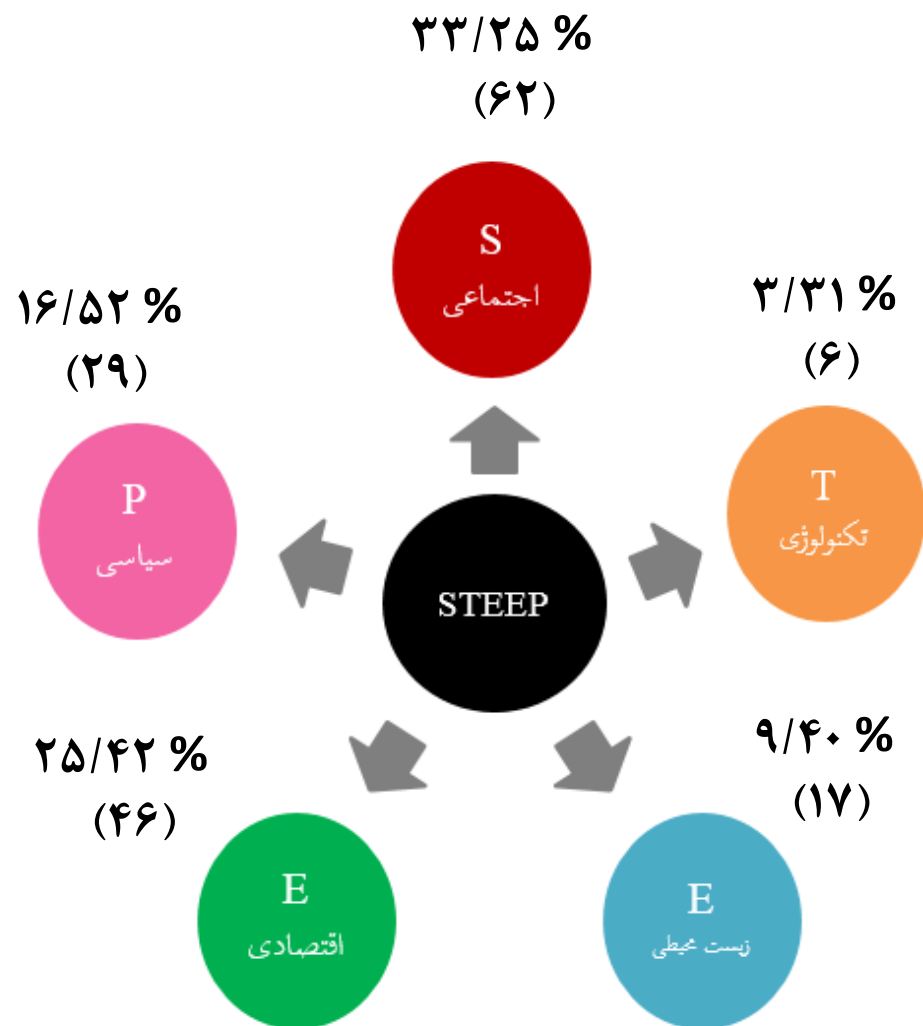 ۳۳/۲۵ %
(۶۲)
S
اجتماعی
۳/۳۱ %
(۶)
T
تکنولوژی
۱۶/۵۲ %
(۲۹)
P
سیاسی
STEEP
۹/۴۰ %
(۱۷)
E
زیست محیطی
۲۵/۴۲ %
(۴۶)
E
اقتصادی